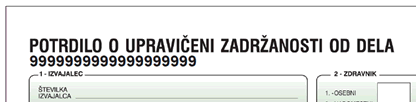 POTRDILO O UPRAVIČENI ZADRŽANOSTI OD DELA
9999999999999999999
1 - IZVAJALEC
2 - ZDRAVNIK
ŠTEVILKA
IZVAJALCA
1. -OSEBNI